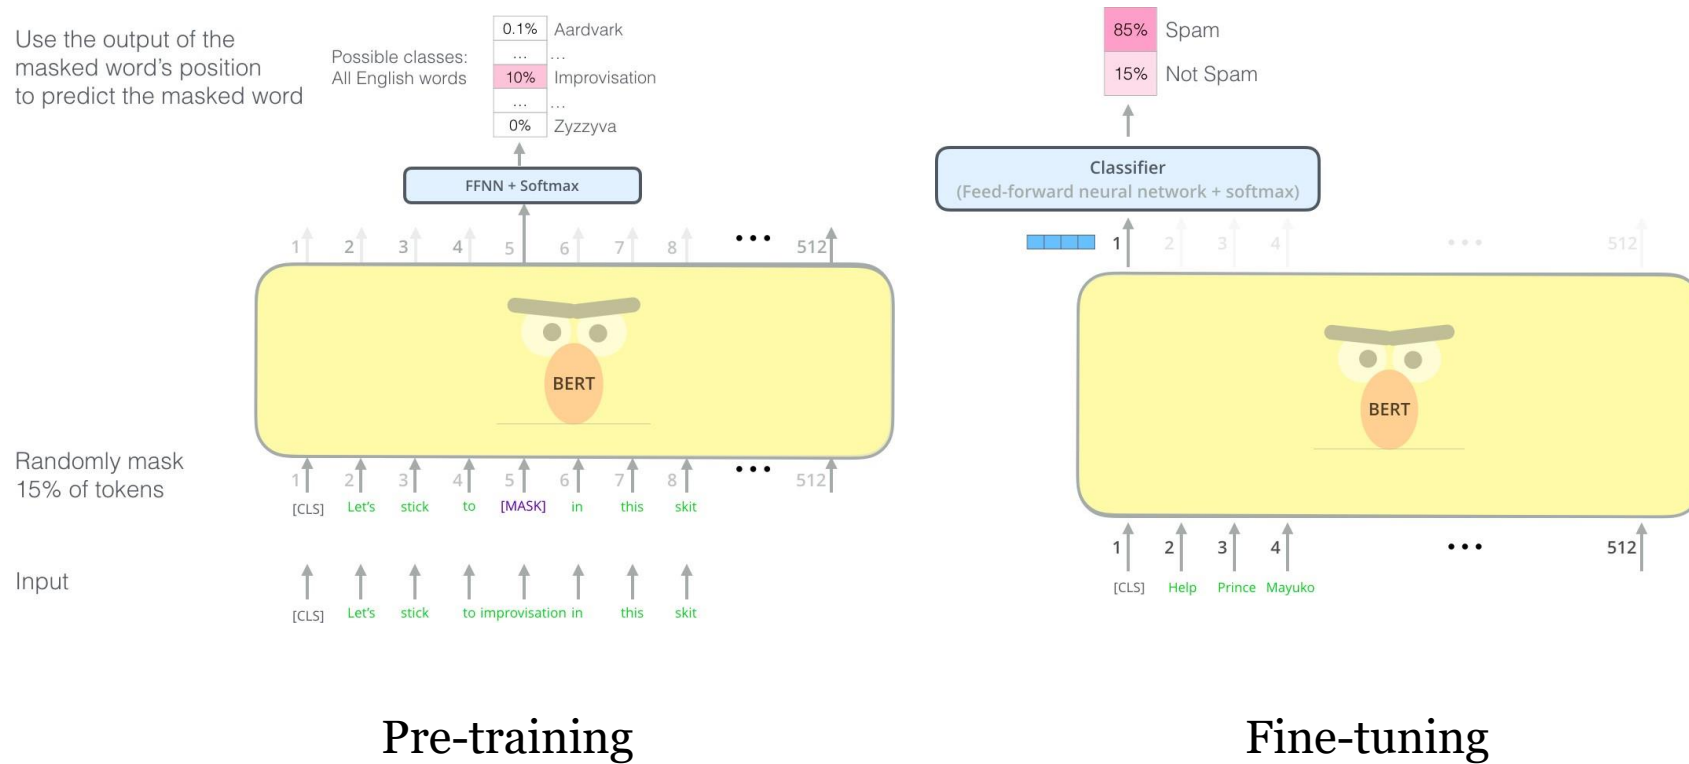 Use the output of the
masked word's position
to predict the masked word
Possible classes:
All English words
0.1% Aardvark
... ...
10% Improvisation
... ...
0% Zyzzyva
FFNN + Softmax
1 2 3 4 5 6 7 8 ... 512
BERT
Randomly mask
15% of tokens
1 2 3 4 5 6 7 8 ... 512
[CLS] Let's stick to [MASK] in this skit
Input
[CLS] Let's stick to improvisation in this skit
Pre-training
85% Spam
15% Not Spam
Classifier
(Feed-forward neural network + softmax)
1 2 3 4 ... 512
BERT
1 2 3 4 ... 512
[CLS] Help Prince Mayuko
Fine-tuning